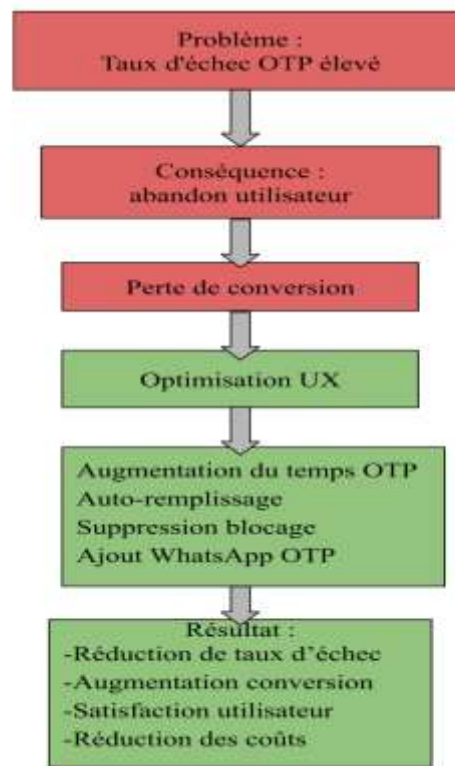 Problème :
Taux d'échec OTP élevé
Conséquence :
abandon utilisateur
Perte de conversion
Optimisation UX
Augmentation du temps OTP
Auto-remplissage
Suppression blocage
Ajout WhatsApp OTP
Résultat :
-Réduction de taux d’échec
-Augmentation conversion
-Satisfaction utilisateur
-Réduction des coûts